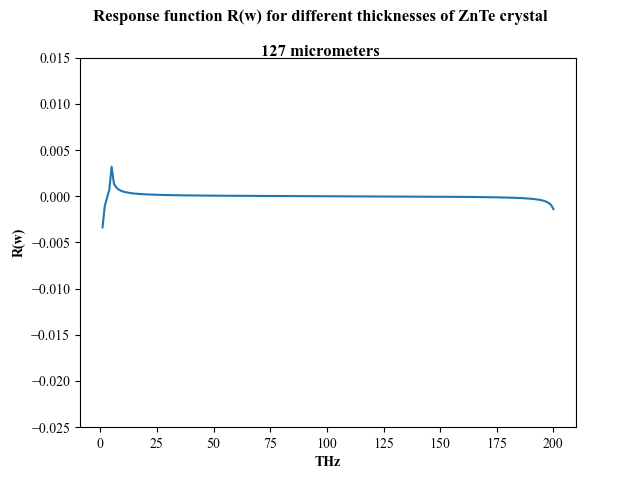 Response function R(w) for different thicknesses of ZnTe crystal
127 micrometers
0.015
0.010
0.005
0.000
−0.005
−0.010
−0.015
−0.020
−0.025
R(w)
0 25 50 75 100 125 150 175 200
THz